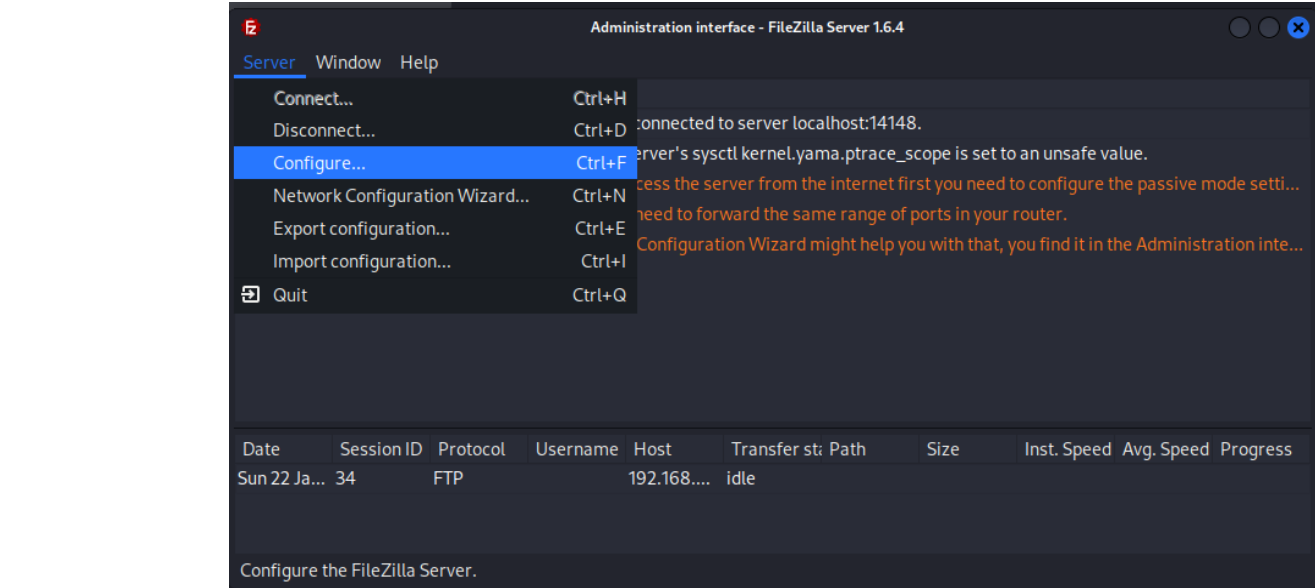 Administration interface - FileZilla Server 1.6.4
Server Window Help
Connect... Ctrl+H
Disconnect... Ctrl+D
connected to server localhost:14148.
Configure... Ctrl+F
erver's sysctl kernel.yama.ptrace_scope is set to an unsafe value.
Network Configuration Wizard... Ctrl+N
cess the server from the internet first you need to configure the passive mode setti...
Export configuration... Ctrl+E
need to forward the same range of ports in your router.
Import configuration... Ctrl+I
Configuration Wizard might help you with that, you find it in the Administration inte...
Quit Ctrl+Q
Date Session ID Protocol Username Host Transfer sta Path Size Inst. Speed Avg. Speed Progress
Sun 22 Ja... 34 FTP 192.168.... idle
Configure the FileZilla Server.